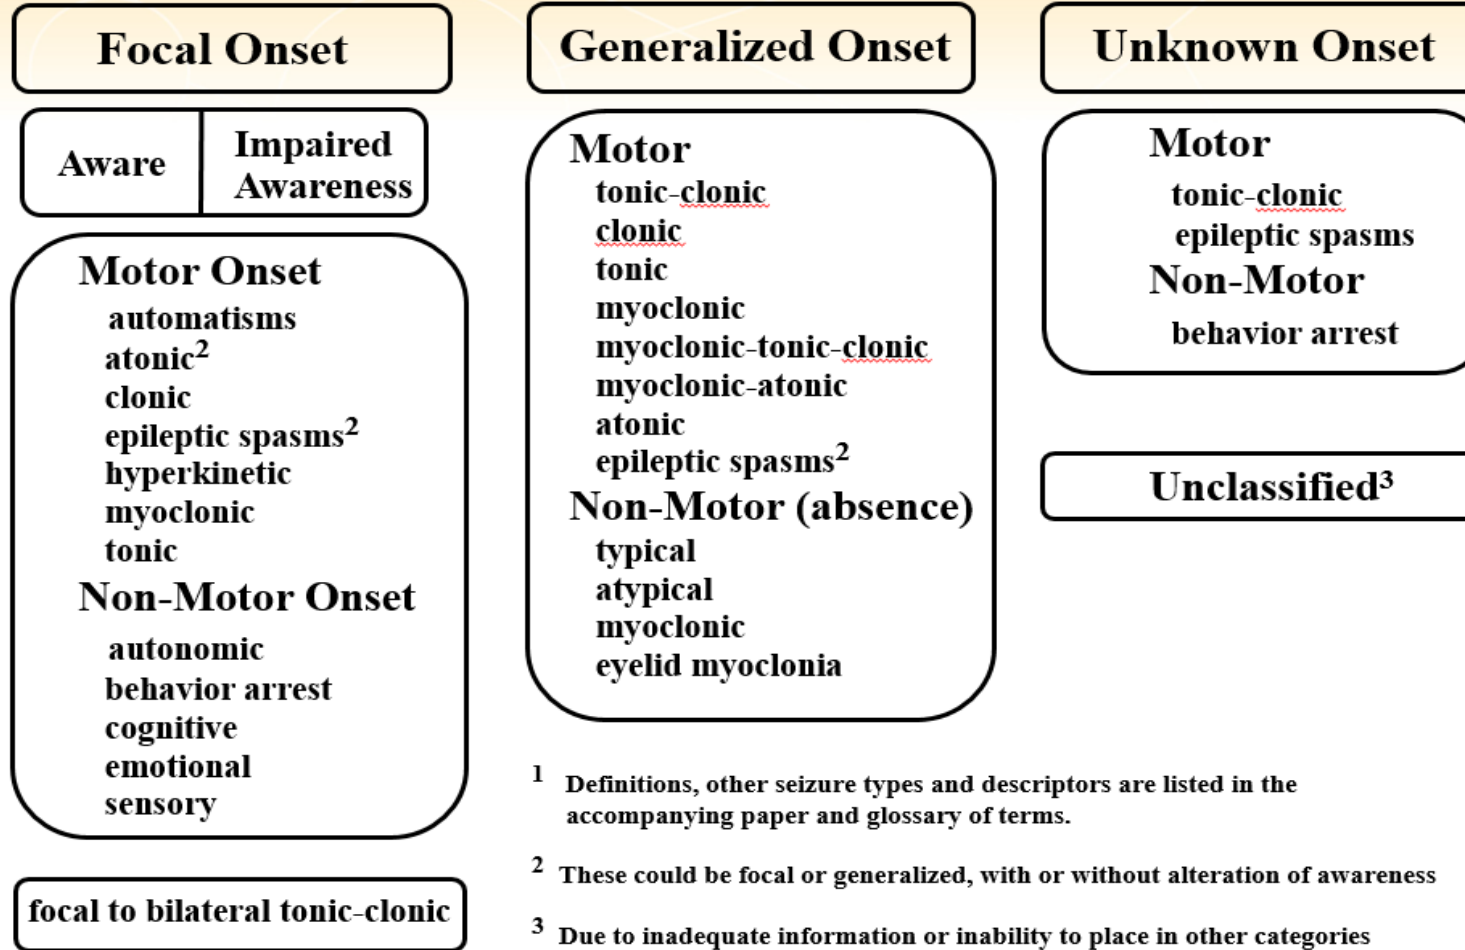 Focal Onset
Aware
Impaired
Awareness
Motor Onset
automatisms
atonic²
clonic
epileptic spasms²
hyperkinetic
myoclonic
tonic
Non-Motor Onset
autonomic
behavior arrest
cognitive
emotional
sensory
focal to bilateral tonic-clonic
Generalized Onset
Motor
tonic-clonic
clonic
tonic
myoclonic
myoclonic-tonic-clonic
myoclonic-atonic
atonic
epileptic spasms²
Non-Motor (absence)
typical
atypical
myoclonic
eyelid myoclonia
Unknown Onset
Motor
tonic-clonic
epileptic spasms
Non-Motor
behavior arrest
Unclassified³
¹ Definitions, other seizure types and descriptors are listed in the
accompanying paper and glossary of terms.
² These could be focal or generalized, with or without alteration of awareness
³ Due to inadequate information or inability to place in other categories